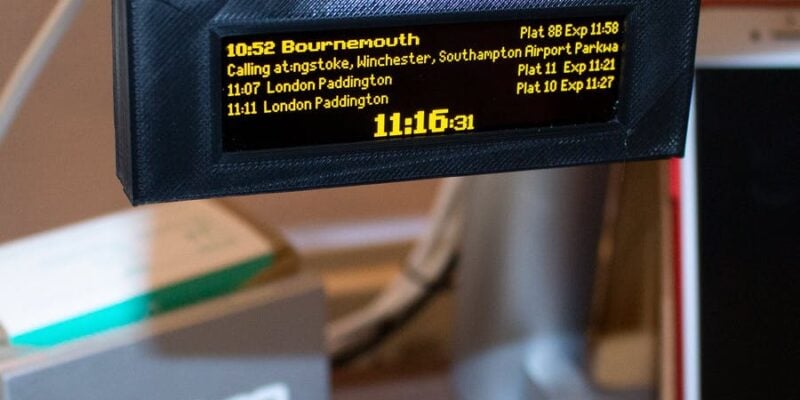 10:52 Bournemouth Plat 8B Exp 11:58
Calling at:ngstoke, Winchester, Southampton Airport Parkwa
11:07 London Paddington Plat 11 Exp 11:21
11:11 London Paddington Plat 10 Exp 11:27
11:16:31